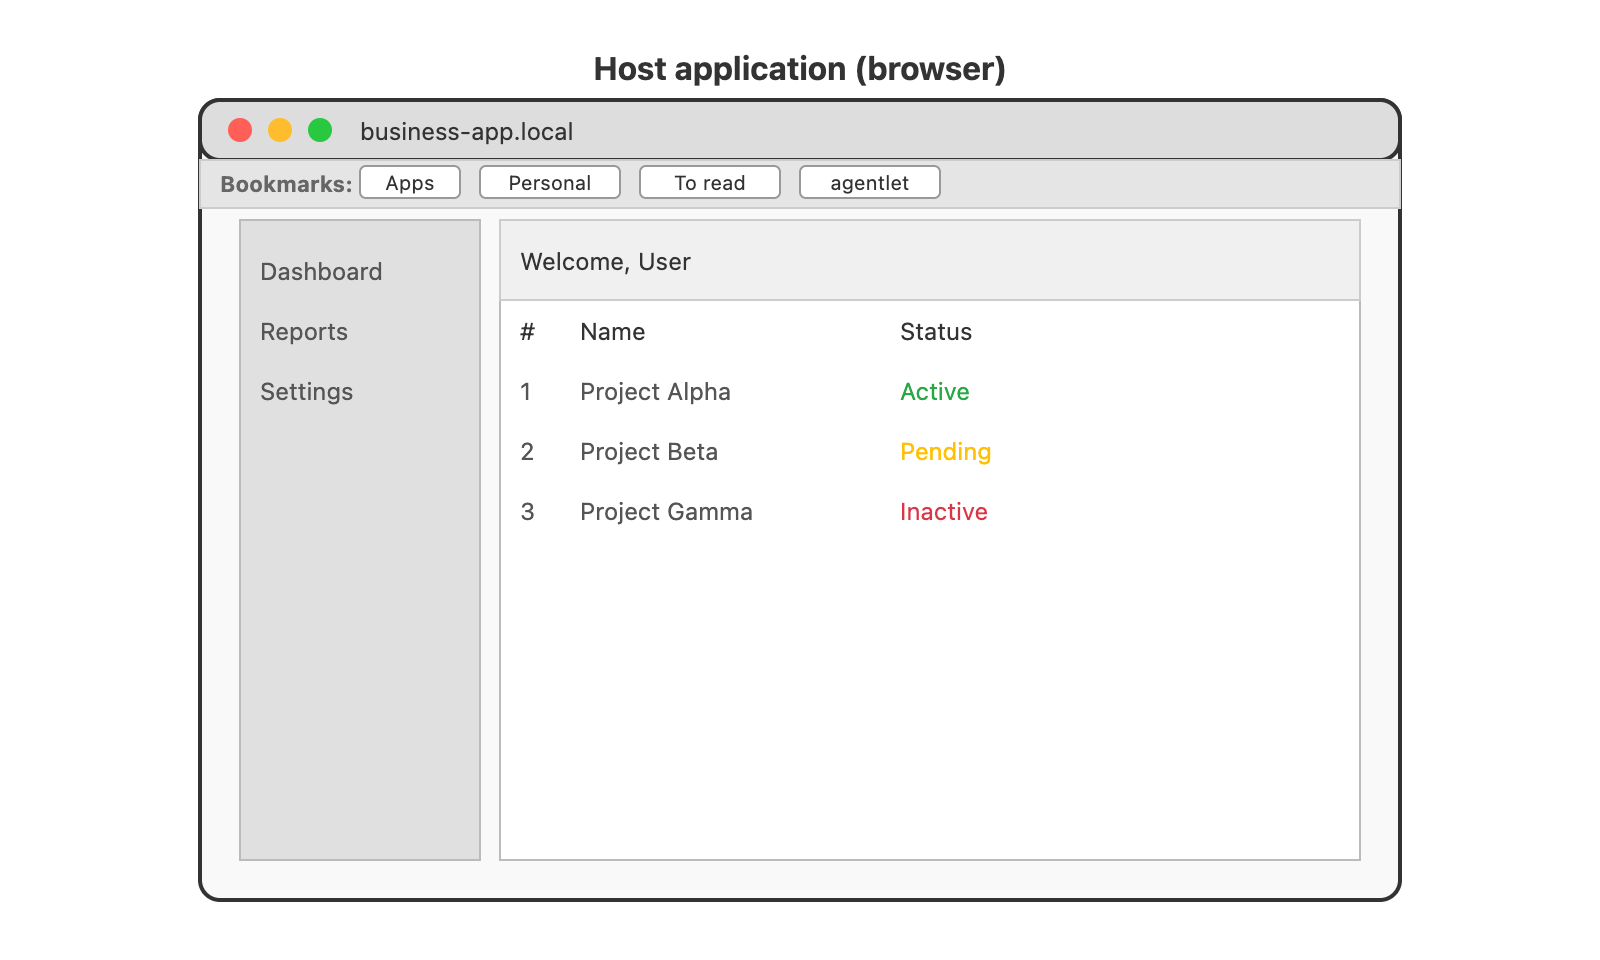 Host application (browser)
business-app.local
Bookmarks: Apps Personal To read agentlet
Dashboard
Reports
Settings
Welcome, User
# Name Status
1 Project Alpha Active
2 Project Beta Pending
3 Project Gamma Inactive